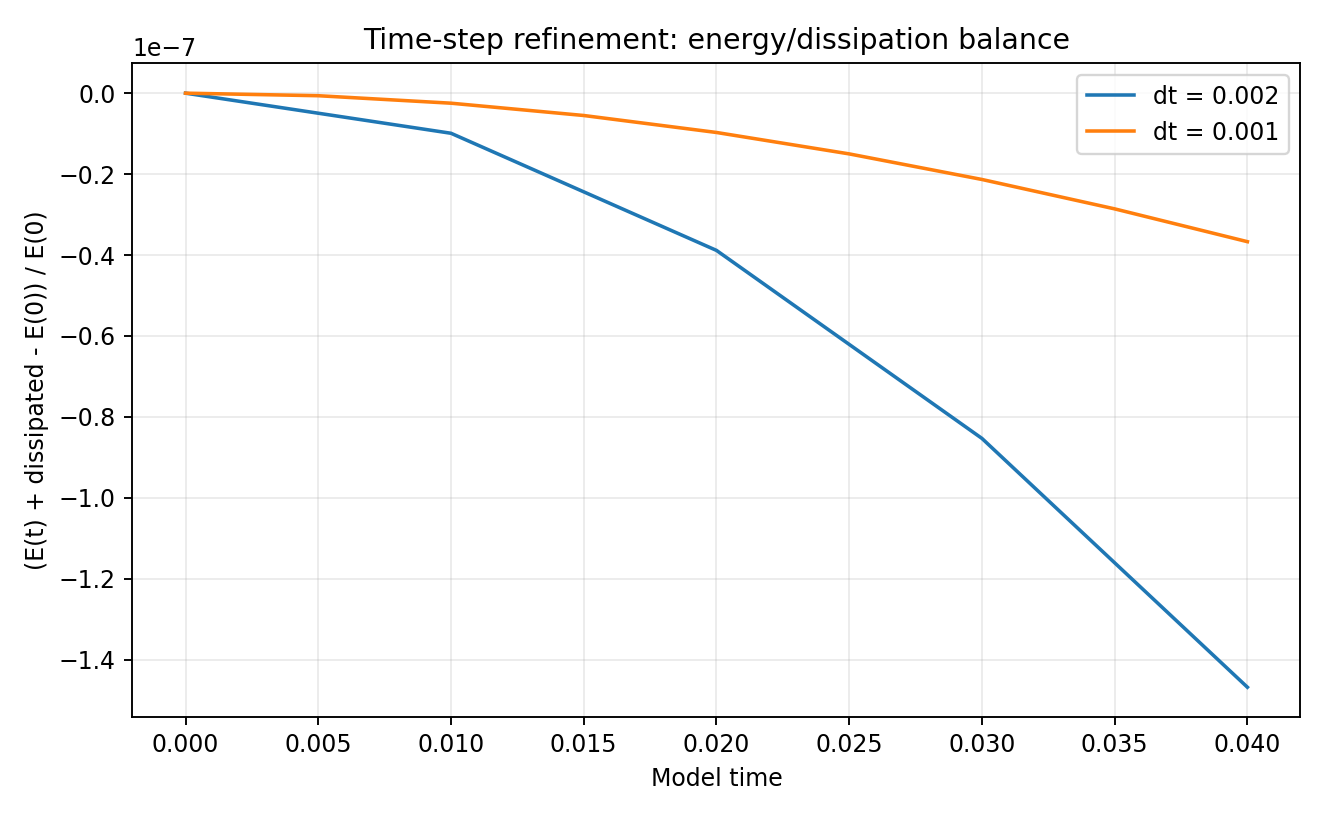 Time-step refinement: energy/dissipation balance
1e−7
dt = 0.002
dt = 0.001
0.0
−0.2
−0.4
−0.6
−0.8
−1.0
−1.2
−1.4
(E(t) + dissipated - E(0)) / E(0)
0.000 0.005 0.010 0.015 0.020 0.025 0.030 0.035 0.040
Model time